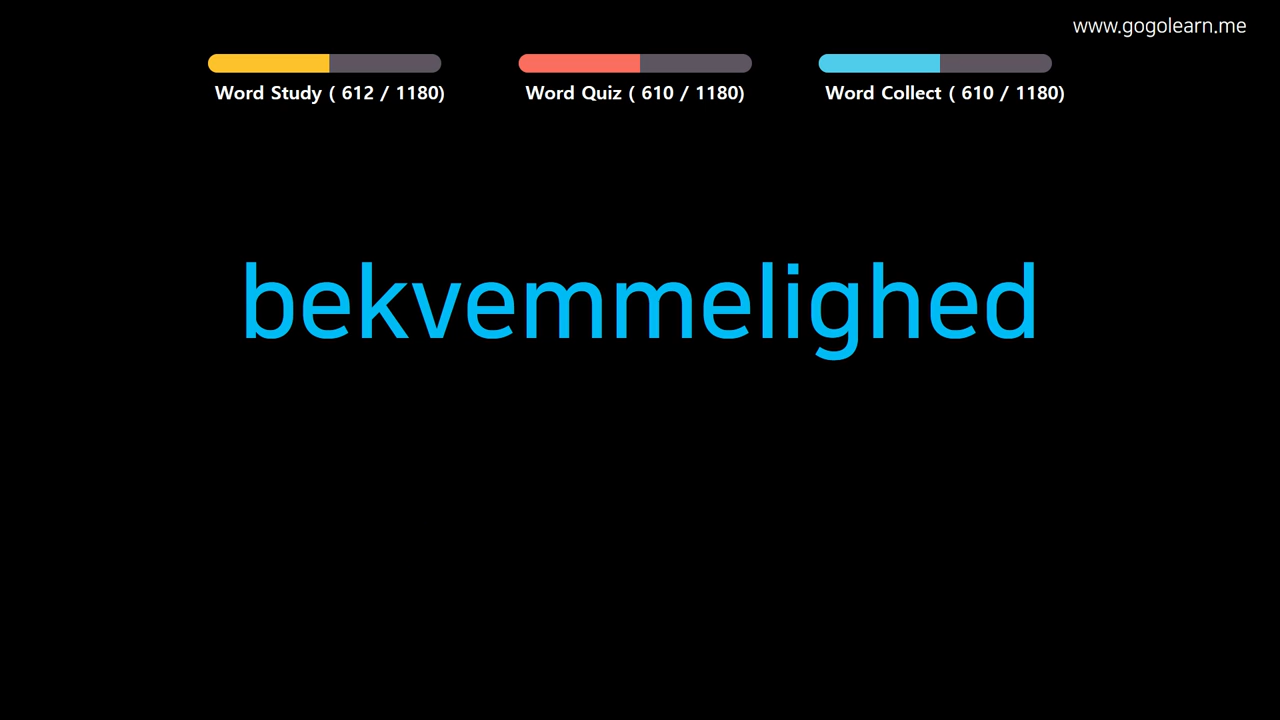 www.gogolearn.me
Word Study ( 612 / 1180)
Word Quiz ( 610 / 1180)
Word Collect ( 610 / 1180)
bekvemmelighed